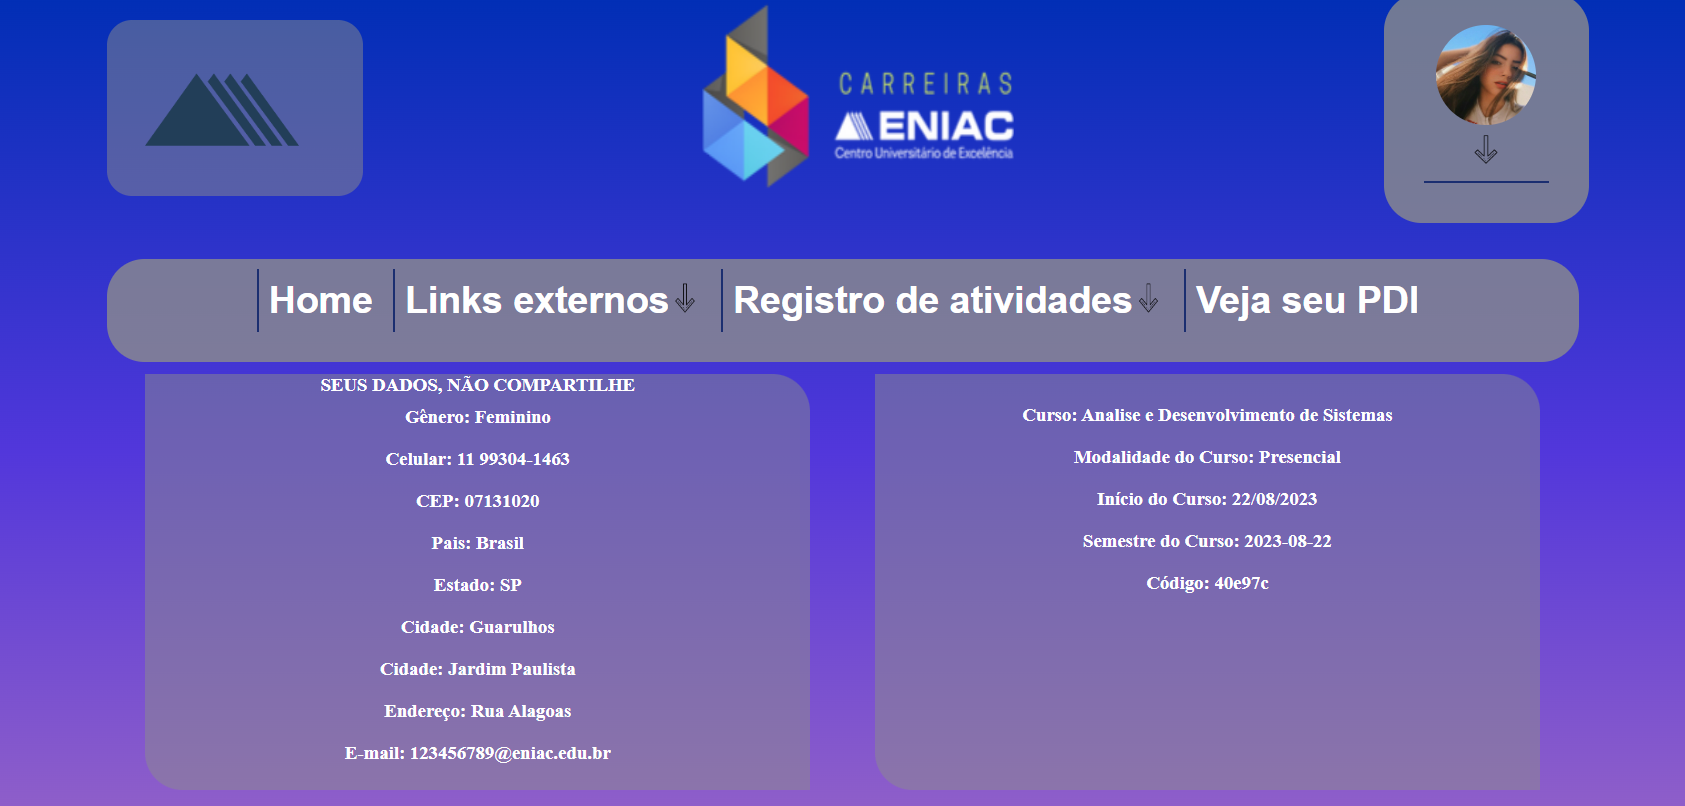 CARREIRAS
ENIAC
Centro Universitário de Excelência
Home
Links externos
Registro de atividades
Veja seu PDI
SEUS DADOS, NÃO COMPARTILHE
Gênero: Feminino
Celular: 11 99304-1463
CEP: 07131020
Pais: Brasil
Estado: SP
Cidade: Guarulhos
Cidade: Jardim Paulista
Endereço: Rua Alagoas
E-mail: 123456789@eniac.edu.br
Curso: Analise e Desenvolvimento de Sistemas
Modalidade do Curso: Presencial
Início do Curso: 22/08/2023
Semestre do Curso: 2023-08-22
Código: 40e97c